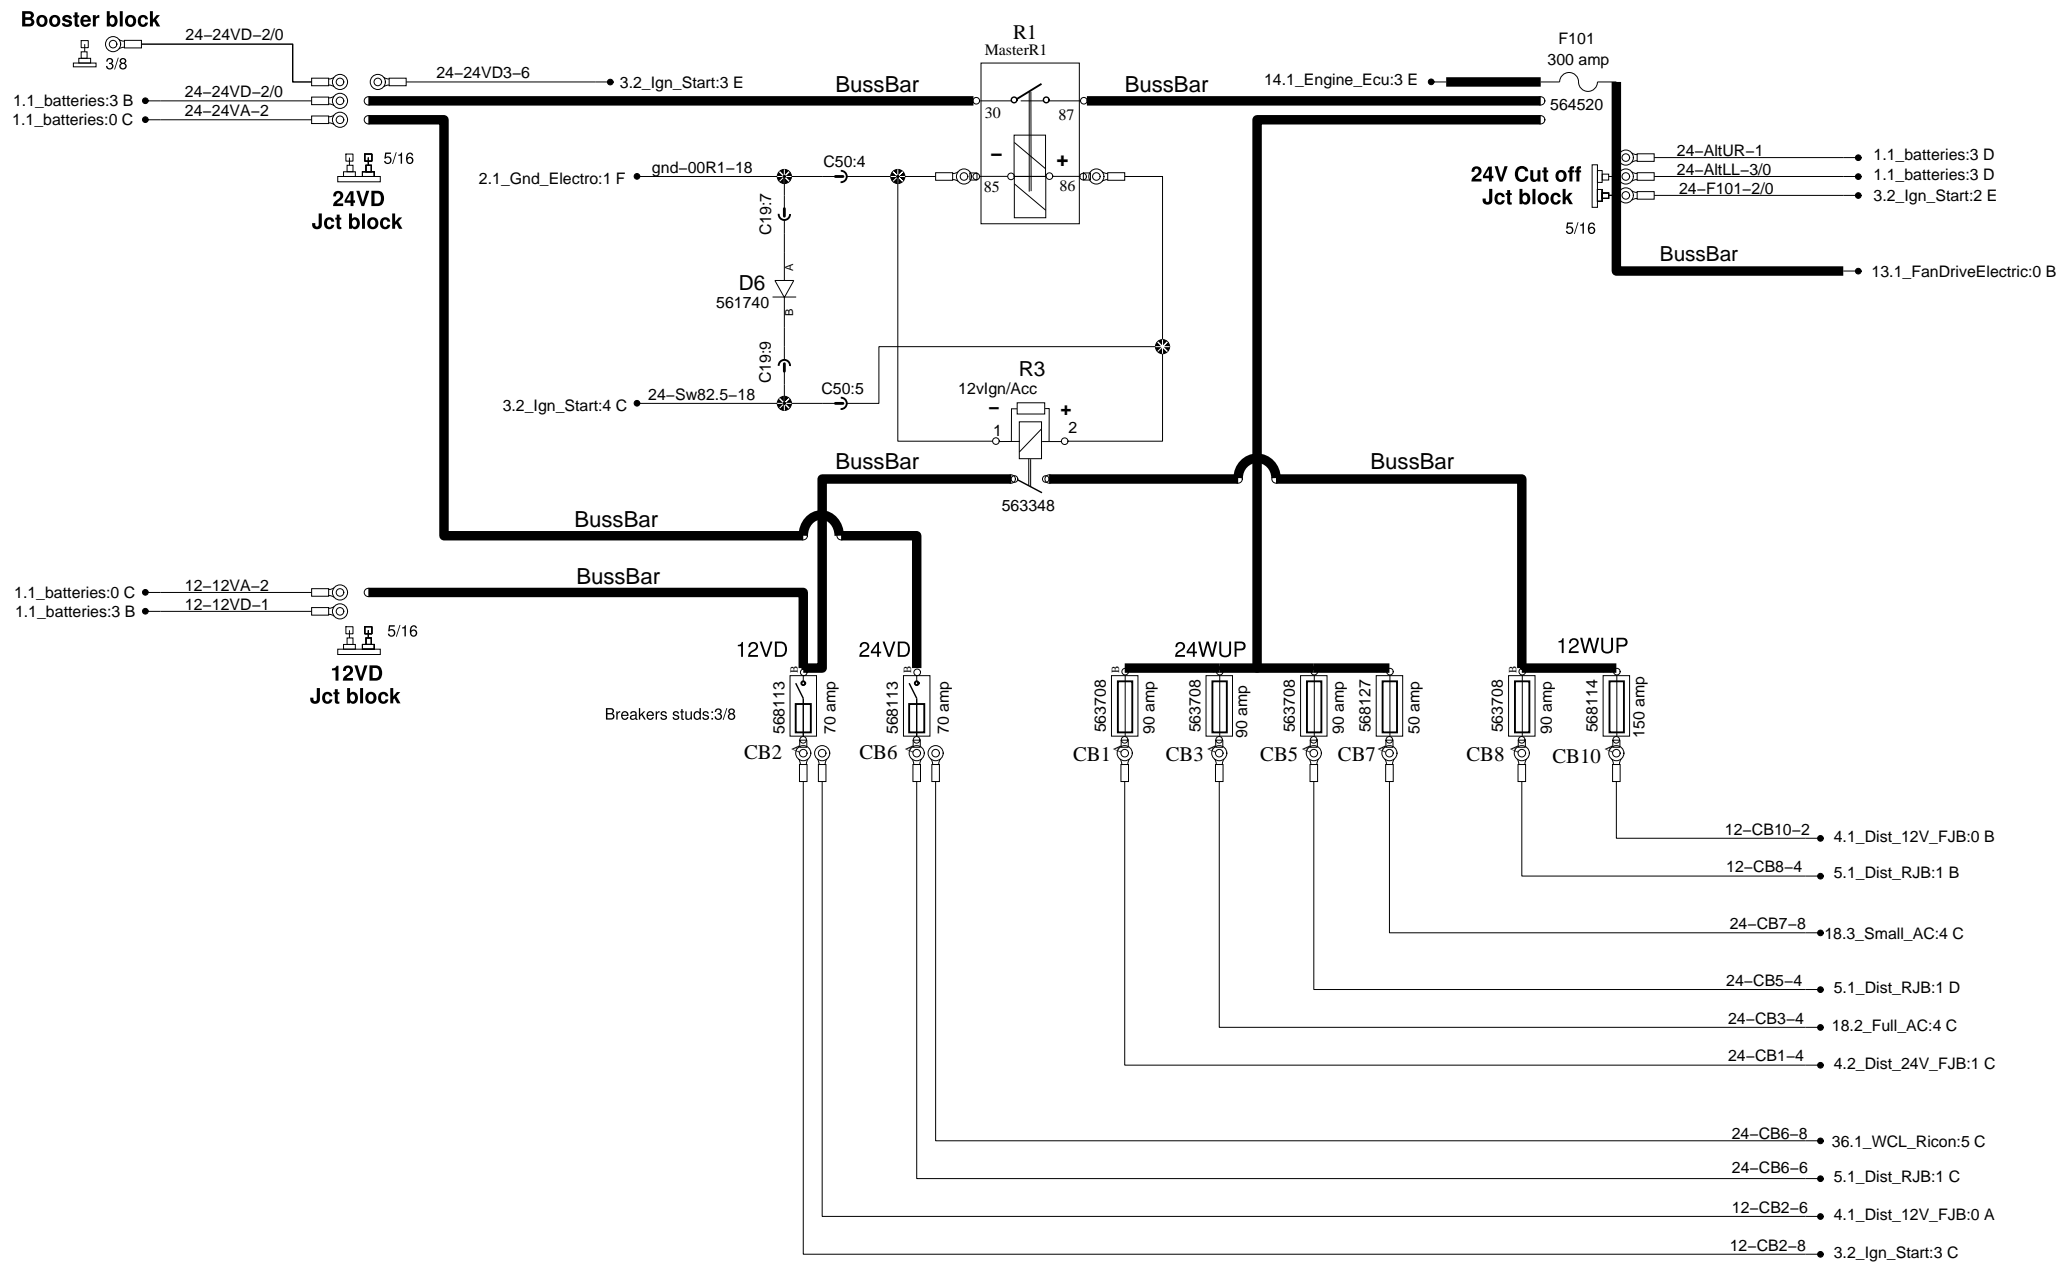 Booster block
24–24VD–2/0
3/8
24–24VD3–6
3.2_Ign_Start:3 E
1.1_batteries:3 B
24–24VD–2/0
1.1_batteries:0 C
24–24VA–2
5/16
24VD
Jct block
BussBar
R1
MasterR1
30
87
–
+
85
86
BussBar
14.1_Engine_Ecu:3 E
F101
300 amp
564520
24–AltUR–1
1.1_batteries:3 D
24–AltLL–3/0
1.1_batteries:3 D
24–F101–2/0
3.2_Ign_Start:2 E
24V Cut off
Jct block
5/16
BussBar
13.1_FanDriveElectric:0 B
2.1_Gnd_Electro:1 F
gnd–00R1–18
C50:4
C19:7
A
D6
561740
B
C19:9
3.2_Ign_Start:4 C
24–Sw82.5–18
C50:5
R3
12vIgn/Acc
–
+
1
2
563348
BussBar
BussBar
BussBar
1.1_batteries:0 C
12–12VA–2
1.1_batteries:3 B
12–12VD–1
BussBar
5/16
12VD
Jct block
12VD
24VD
24WUP
12WUP
B
B
B
B
Breakers studs:3/8
568113
70 amp
568113
70 amp
563708
90 amp
563708
90 amp
563708
90 amp
568127
50 amp
563708
90 amp
568114
150 amp
CB2
CB6
CB1
CB3
CB5
CB7
CB8
CB10
12–CB10–2
4.1_Dist_12V_FJB:0 B
12–CB8–4
5.1_Dist_RJB:1 B
24–CB7–8
18.3_Small_AC:4 C
24–CB5–4
5.1_Dist_RJB:1 D
24–CB3–4
18.2_Full_AC:4 C
24–CB1–4
4.2_Dist_24V_FJB:1 C
24–CB6–8
36.1_WCL_Ricon:5 C
24–CB6–6
5.1_Dist_RJB:1 C
12–CB2–6
4.1_Dist_12V_FJB:0 A
12–CB2–8
3.2_Ign_Start:3 C